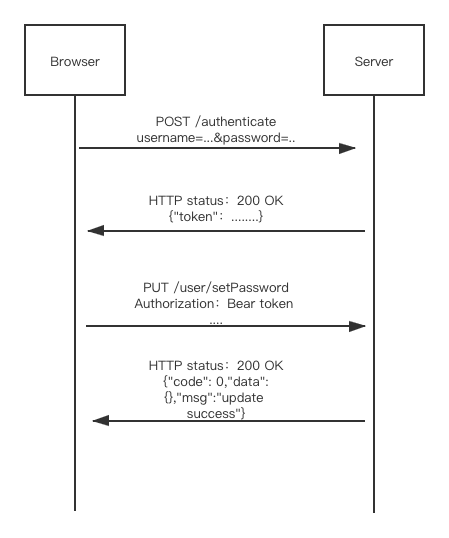 Browser
Server
POST /authenticate
username=...&password=..
HTTP status： 200 OK
{"token"： ........}
PUT /user/setPassword
Authorization： Bear token
....
HTTP status： 200 OK
{"code": 0,"data":
{},"msg":"update
success"}